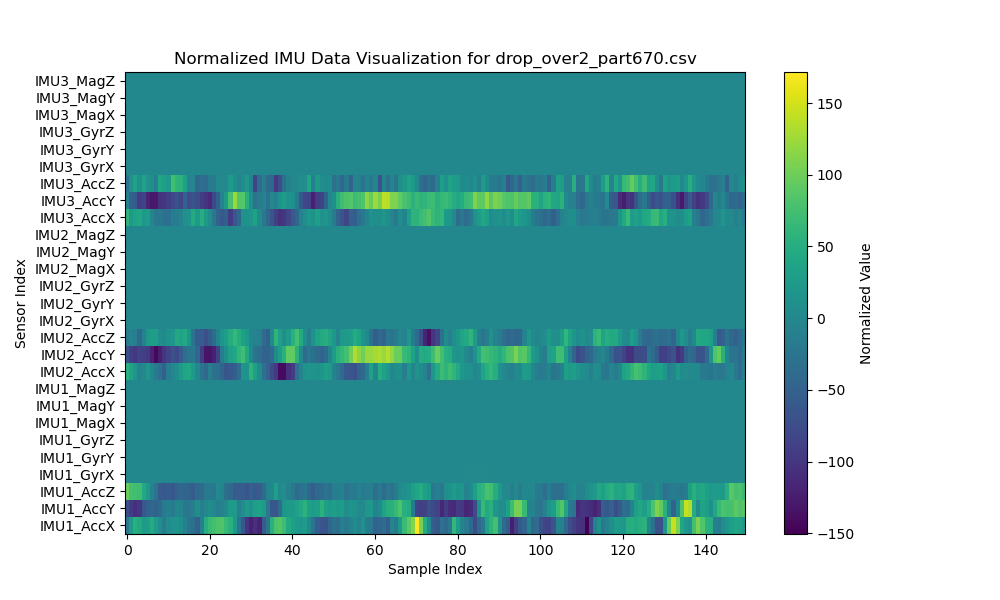 Normalized IMU Data Visualization for drop_over2_part670.csv
IMU3_MagZ
IMU3_MagY
IMU3_MagX
IMU3_GyrZ
IMU3_GyrY
IMU3_GyrX
IMU3_AccZ
IMU3_AccY
IMU3_AccX
IMU2_MagZ
IMU2_MagY
IMU2_MagX
IMU2_GyrZ
IMU2_GyrY
IMU2_GyrX
IMU2_AccZ
IMU2_AccY
IMU2_AccX
IMU1_MagZ
IMU1_MagY
IMU1_MagX
IMU1_GyrZ
IMU1_GyrY
IMU1_GyrX
IMU1_AccZ
IMU1_AccY
IMU1_AccX
Sensor Index
0 20 40 60 80 100 120 140
Sample Index
150
100
50
0
−50
−100
−150
Normalized Value